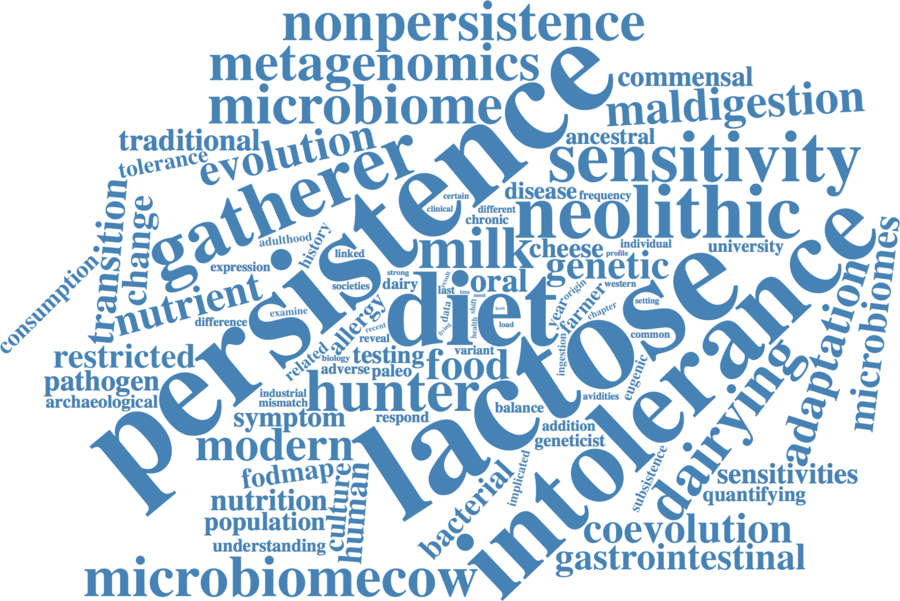 nonpersistence
metagenomics
commensal
microbiome
maldigestion
traditional
ancestral
tolerance
evolution
sensitivity
gatherer
persistence
disease
frequency
certain
clinical
different
chronic
neolithic
transition
change
adulthood
history
linked
milk
cheese
individual
profile
university
consumption
expression
societies
strong
dairy
last
oral
genetic
western
origin
year
farmer
nutrient
difference
examine
allergy
recent
reveal
diet
data
living
result
time
most
shift
health
food
load
chapter
setting
common
lactose
intolerance
adaptation
microbiomes
restricted
related
biology
testing
adverse
paleo
variant
food
ingestion
eugenic
pathogen
archaeological
industrial
mismatch
hunter
balance
avidities
symptom
respond
addition
geneticist
dairying
modern
fodmap
culture
human
bacterial
implicated
subsistence
sensitivities
quantifying
nutrition
population
understanding
coevolution
gastrointestinal
microbiomecow